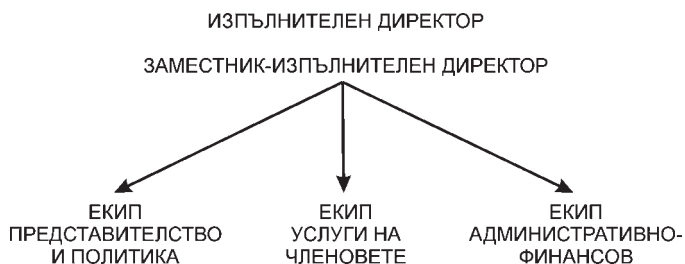 ИЗПЪЛНИТЕЛЕН ДИРЕКТОР
ЗАМЕСТНИК-ИЗПЪЛНИТЕЛЕН ДИРЕКТОР
ЕКИП
ПРЕДСТАВИТЕЛСТВО
И ПОЛИТИКА
ЕКИП
УСЛУГИ НА
ЧЛЕНОВЕТЕ
ЕКИП
АДМИНИСТРАТИВНО-
ФИНАНСОВ